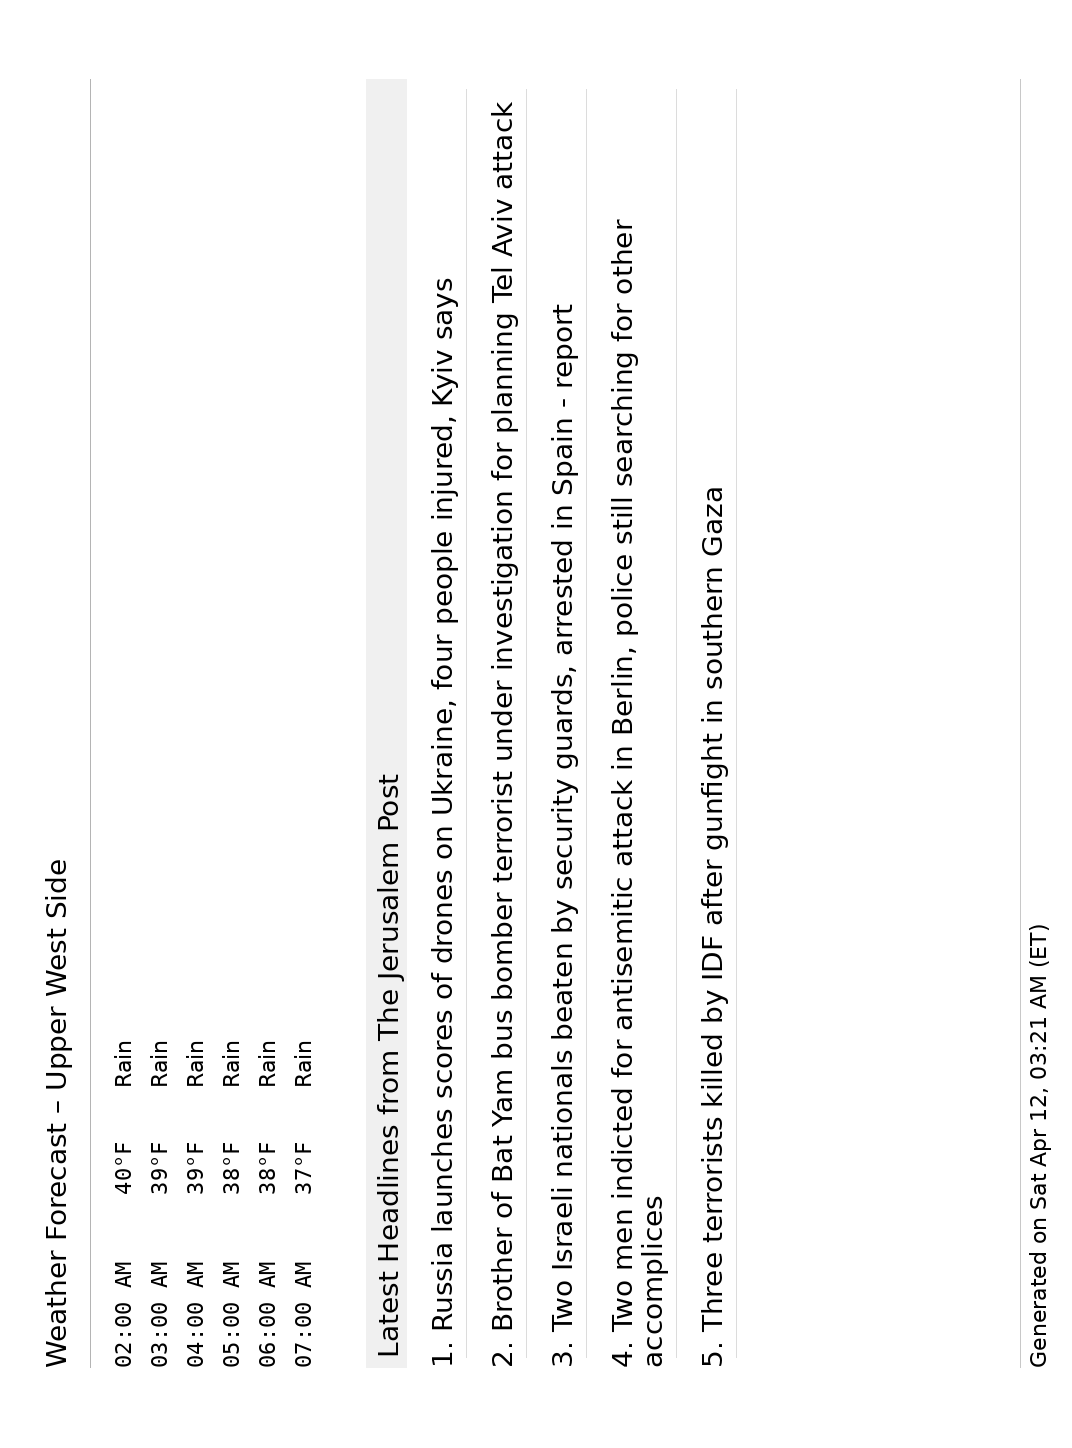 Weather Forecast – Upper West Side
02:00 AM 40°F Rain
03:00 AM 39°F Rain
04:00 AM 39°F Rain
05:00 AM 38°F Rain
06:00 AM 38°F Rain
07:00 AM 37°F Rain
Latest Headlines from The Jerusalem Post
1. Russia launches scores of drones on Ukraine, four people injured, Kyiv says
2. Brother of Bat Yam bus bomber terrorist under investigation for planning Tel Aviv attack
3. Two Israeli nationals beaten by security guards, arrested in Spain - report
4. Two men indicted for antisemitic attack in Berlin, police still searching for other
accomplices
5. Three terrorists killed by IDF after gunfight in southern Gaza
Generated on Sat Apr 12, 03:21 AM (ET)